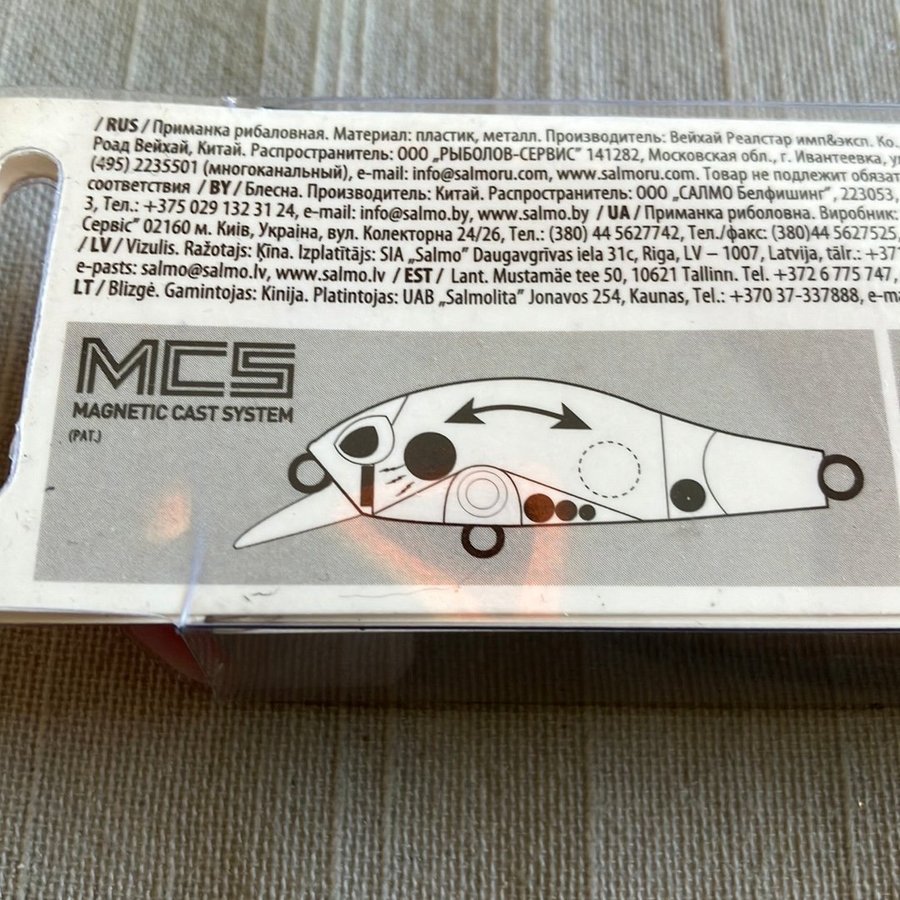 / RUS / Приманка рибаловная. Материал: пластик, металл. Производитель: Вейхай Реалстар имп&эксп. Ко.
Роад Вейхай, Китай. Распространитель: ООО „РЫБОЛОВ-СЕРВИС" 141282, Московская обл., г. Ивантеевка, у
(495) 2235501 (многоканальный), e-mail: info@salmoru.com, www.salmoru.com. Товар не подлежит обязат
соответствия / BY / Блесна. Производитель: Китай. Распространитель: ООО „САЛМО Белфишинг", 223053,
3, Тел.: +375 029 132 31 24, e-mail: info@salmo.by, www.salmo.by / UA / Приманка риболовна. Виробник:
Сервіс" 02160 м. Київ, Україна, вул. Колекторна 24/26, Тел.: (380) 44 5627742, Тел./факс: (380)44 5627525,
/ LV / Vizulis. Ražotajs: Ķīna. Izplatītājs: SIA „Salmo" Daugavgrīvas iela 31c, Riga, LV – 1007, Latvija, tālr.: +37
e-pasts: salmo@salmo.lv, www.salmo.lv / EST / Lant. Mustamäe tee 50, 10621 Tallinn. Tel. +372 6 775 747,
LT / Blizgė. Gamintojas: Kinija. Platintojas: UAB „Salmolita" Jonavos 254, Kaunas, Tel.: +370 37-337888, e-ma
MCS
MAGNETIC CAST SYSTEM
(PAT.)